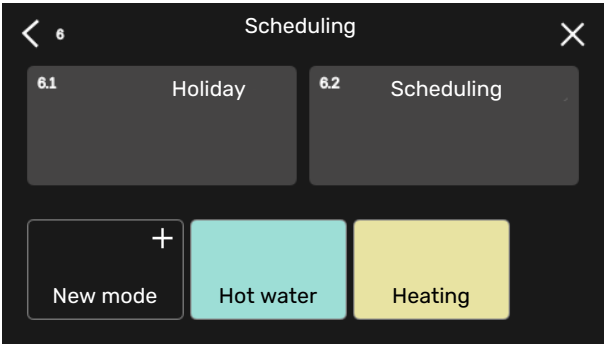 6
Scheduling
6.1 Holiday
6.2 Scheduling
New mode
Hot water
Heating